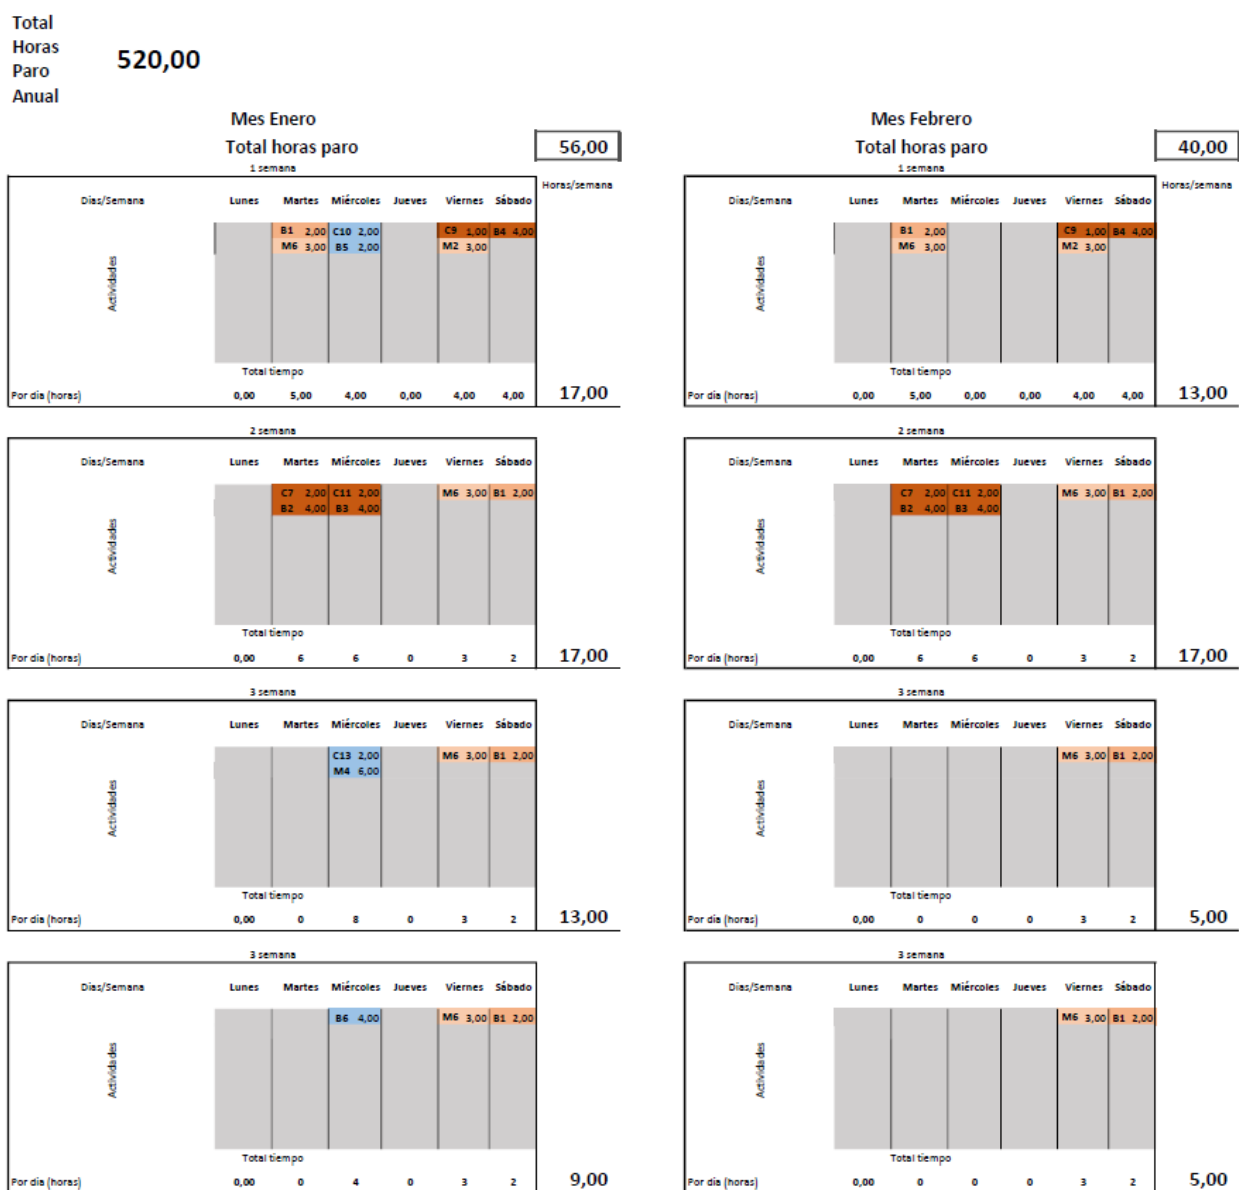 Total
Horas
Paro
Anual
520,00
Mes Enero
Total horas paro 56,00
1 semana
Horas/semana
Dias/Semana Lunes Martes Miércoles Jueves Viernes Sábado
B1 2,00 C10 2,00 C9 1,00 B4 4,00
M6 3,00 B5 2,00 M2 3,00
Actividades
Total tiempo
Por dia (horas) 0,00 5,00 4,00 0,00 4,00 4,00 17,00
2 semana
Dias/Semana Lunes Martes Miércoles Jueves Viernes Sábado
C7 2,00 C11 2,00 M6 3,00 B1 2,00
B2 4,00 B3 4,00
Actividades
Total tiempo
Por dia (horas) 0,00 6 6 0 3 2 17,00
3 semana
Dias/Semana Lunes Martes Miércoles Jueves Viernes Sábado
C13 2,00 M6 3,00 B1 2,00
M4 6,00
Actividades
Total tiempo
Por dia (horas) 0,00 0 8 0 3 2 13,00
3 semana
Dias/Semana Lunes Martes Miércoles Jueves Viernes Sábado
B6 4,00 M6 3,00 B1 2,00
Actividades
Total tiempo
Por dia (horas) 0,00 0 4 0 3 2 9,00
Mes Febrero
Total horas paro 40,00
1 semana
Horas/semana
Dias/Semana Lunes Martes Miércoles Jueves Viernes Sábado
B1 2,00 C9 1,00 B4 4,00
M6 3,00 M2 3,00
Actividades
Total tiempo
Por dia (horas) 0,00 5,00 0,00 0,00 4,00 4,00 13,00
2 semana
Dias/Semana Lunes Martes Miércoles Jueves Viernes Sábado
C7 2,00 C11 2,00 M6 3,00 B1 2,00
B2 4,00 B3 4,00
Actividades
Total tiempo
Por dia (horas) 0,00 6 6 0 3 2 17,00
3 semana
Dias/Semana Lunes Martes Miércoles Jueves Viernes Sábado
M6 3,00 B1 2,00
Actividades
Total tiempo
Por dia (horas) 0,00 0 0 0 3 2 5,00
3 semana
Dias/Semana Lunes Martes Miércoles Jueves Viernes Sábado
M6 3,00 B1 2,00
Actividades
Total tiempo
Por dia (horas) 0,00 0 0 0 3 2 5,00